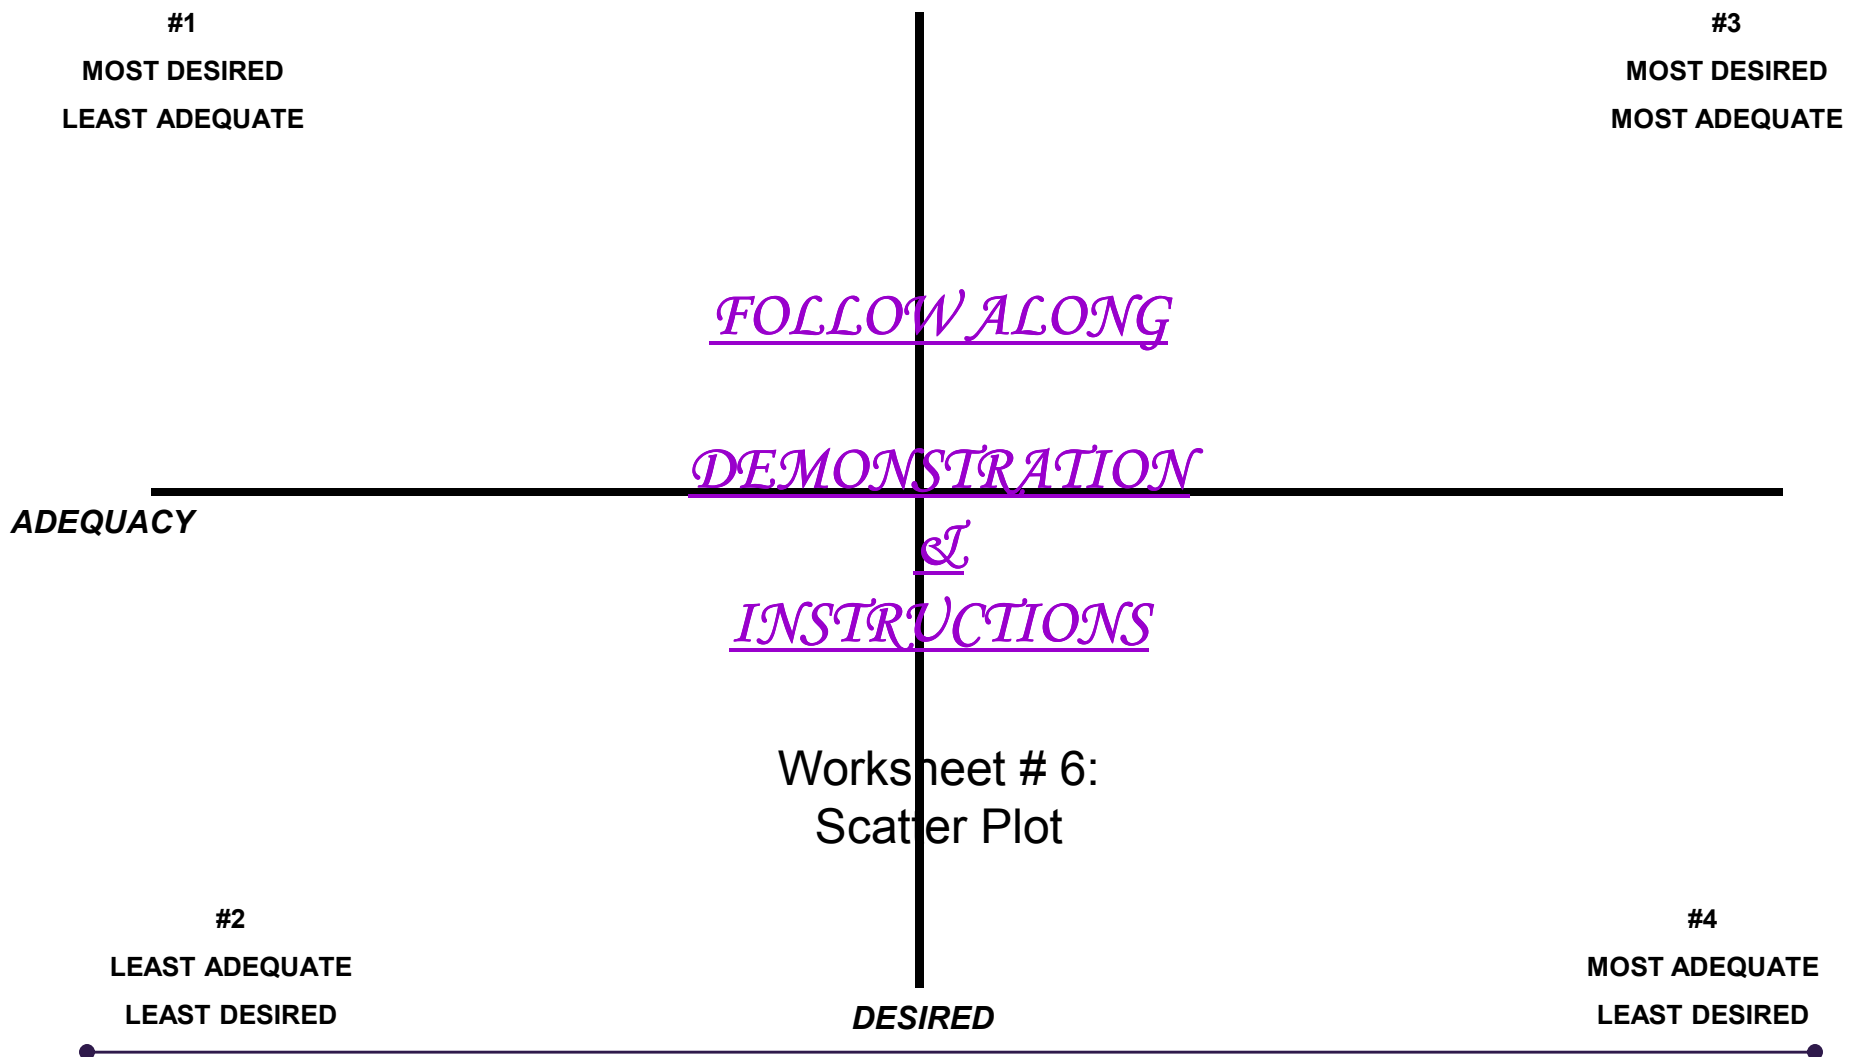 #1
MOST DESIRED
LEAST ADEQUATE
#3
MOST DESIRED
MOST ADEQUATE
FOLLOW ALONG
DEMONSTRATION
&
INSTRUCTIONS
ADEQUACY
Worksheet # 6:
Scatter Plot
#2
LEAST ADEQUATE
LEAST DESIRED
DESIRED
#4
MOST ADEQUATE
LEAST DESIRED